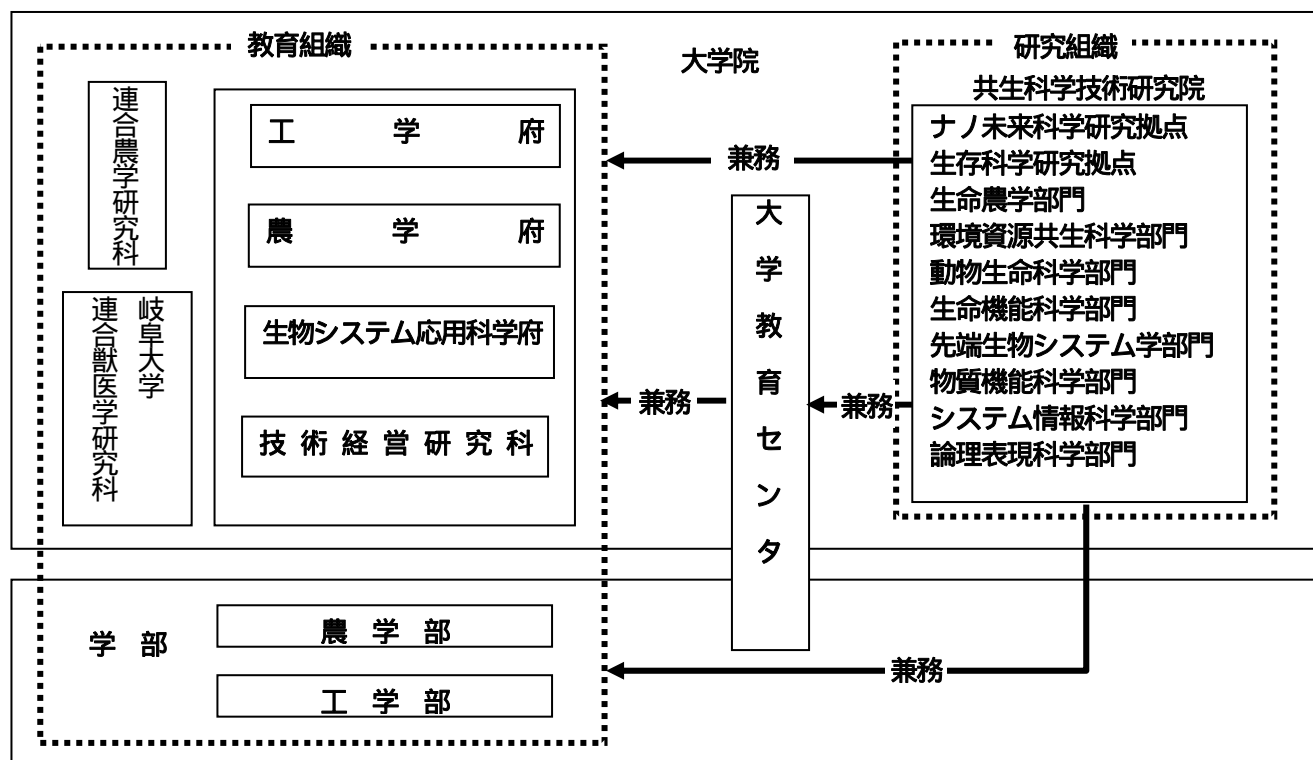 教育組織
大学院
研究組織
共生科学技術研究院
連合農学研究科
岐阜大学
連合獣医学研究科
工学府
農学府
生物システム応用科学府
技術経営研究科
兼務
兼務
兼務
大学教育センタ
ナノ未来科学研究拠点
生存科学研究拠点
生命農学部門
環境資源共生科学部門
動物生命科学部門
生命機能科学部門
先端生物システム学部門
物質機能科学部門
システム情報科学部門
論理表現科学部門
学部
農学部
工学部
兼務